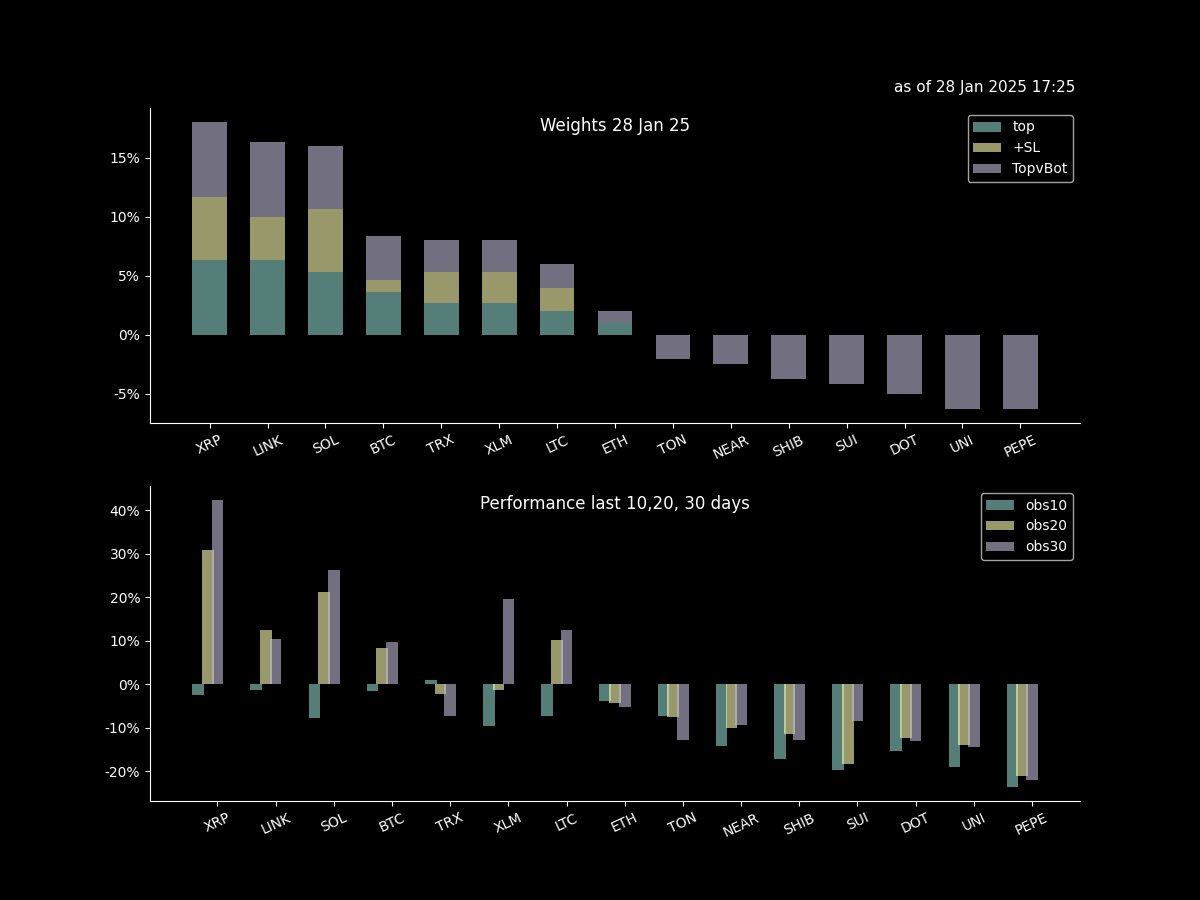 as of 28 Jan 2025 17:25
Weights 28 Jan 25
top
+SL
TopvBot
15%
10%
5%
0%
-5%
XRP LINK SOL BTC TRX XLM LTC ETH TON NEAR SHIB SUI DOT UNI PEPE
Performance last 10,20, 30 days
obs10
obs20
obs30
40%
30%
20%
10%
0%
-10%
-20%
XRP LINK SOL BTC TRX XLM LTC ETH TON NEAR SHIB SUI DOT UNI PEPE